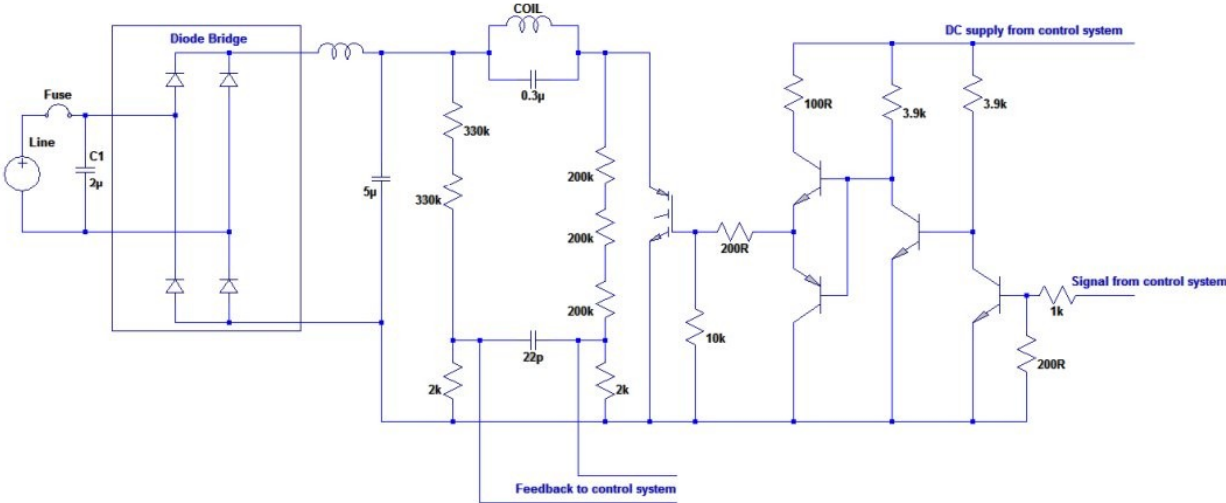 COIL
Diode Bridge
DC supply from control system
Fuse
0.3µ
100R
3.9k
3.9k
330k
Line
C1
2µ
200k
5µ
330k
200k
200R
Signal from control system
200k
1k
22p
10k
200R
2k
2k
Feedback to control system